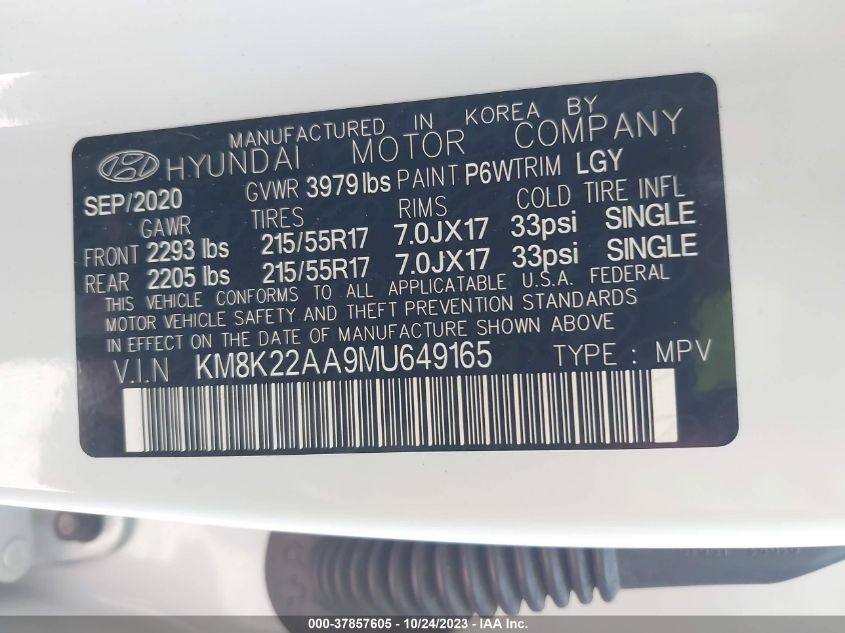 MANUFACTURED IN KOREA BY
HYUNDAI MOTOR COMPANY
SEP/2020 GVWR 3979lbs PAINT P6W TRIM LGY
GAWR TIRES RIMS COLD TIRE INFL
FRONT 2293 lbs 215/55R17 7.0JX17 33psi SINGLE
REAR 2205 lbs 215/55R17 7.0JX17 33psi SINGLE
THIS VEHICLE CONFORMS TO ALL APPLICATABLE U.S.A. FEDERAL
MOTOR VEHICLE SAFETY AND THEFT PREVENTION STANDARDS
IN EFFECT ON THE DATE OF MANUFACTURE SHOWN ABOVE
V.I.N KM8K22AA9MU649165 TYPE : MPV
000-37857605 - 10/24/2023 - IAA Inc.